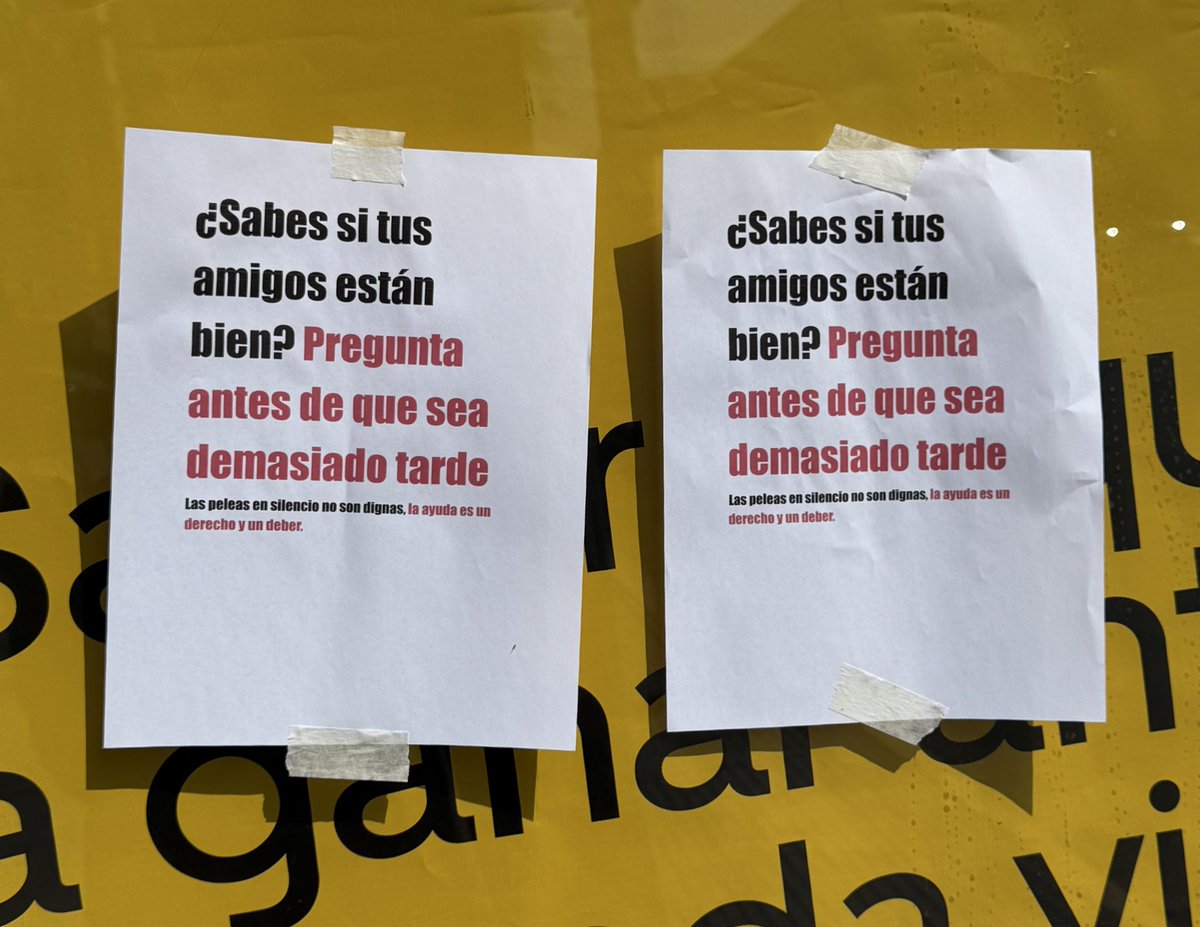 ¿Sabes si tus
amigos están
bien? Pregunta
antes de que sea
demasiado tarde
Las peleas en silencio no son dignas, la ayuda es un
derecho y un deber.
¿Sabes si tus
amigos están
bien? Pregunta
antes de que sea
demasiado tarde
Las peleas en silencio no son dignas, la ayuda es un
derecho y un deber.